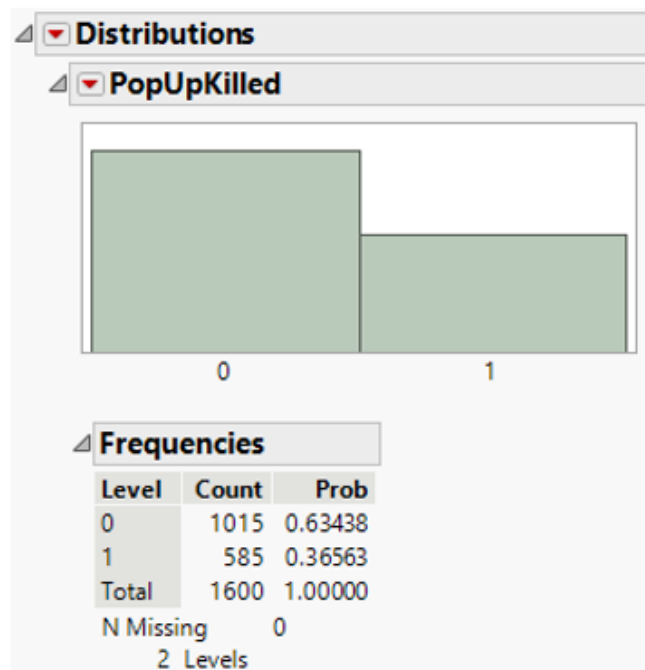 Distributions
PopUpKilled
0 1
Frequencies
Level Count Prob
0 1015 0.63438
1 585 0.36563
Total 1600 1.00000
N Missing 0
2 Levels